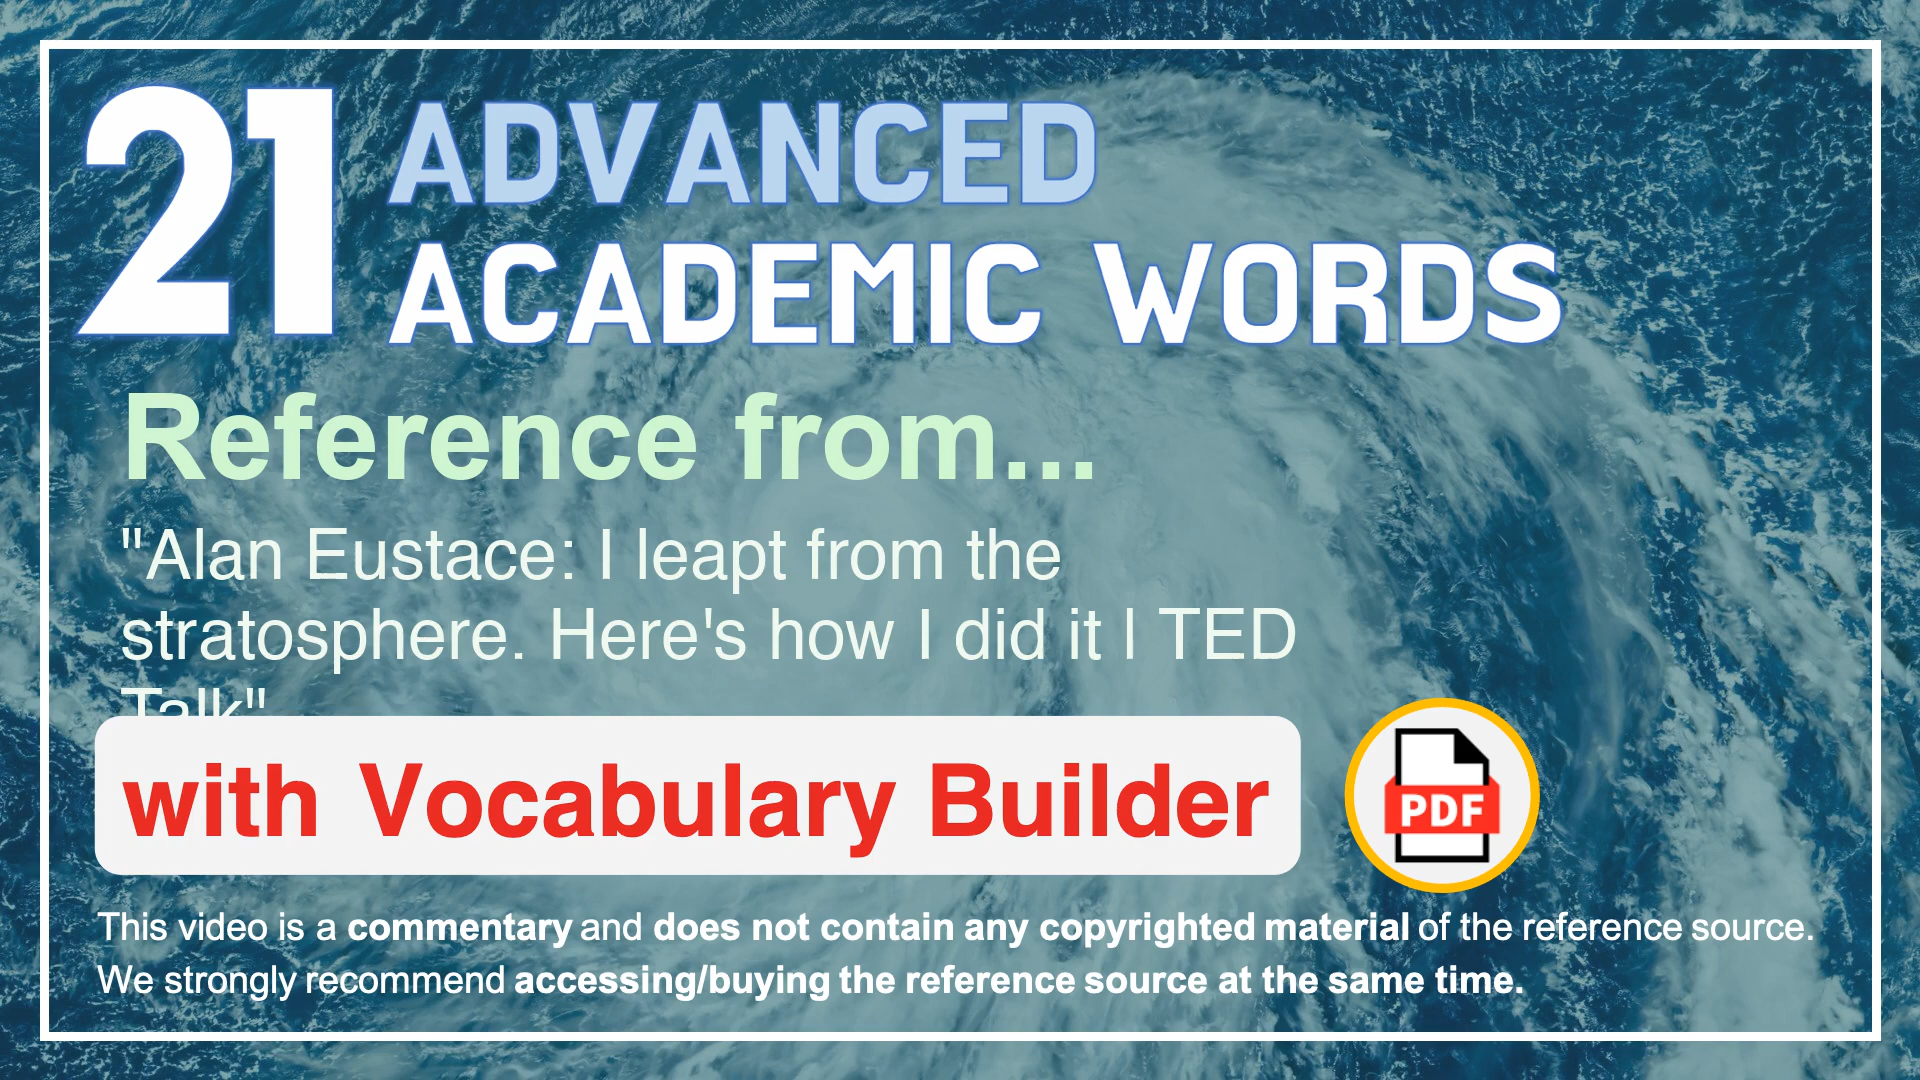 21 ADVANCED
ACADEMIC WORDS
Reference from...
"Alan Eustace: I leapt from the
stratosphere. Here's how I did it | TED
Talk"
with Vocabulary Builder
PDF
This video is a commentary and does not contain any copyrighted material of the reference source.
We strongly recommend accessing/buying the reference source at the same time.